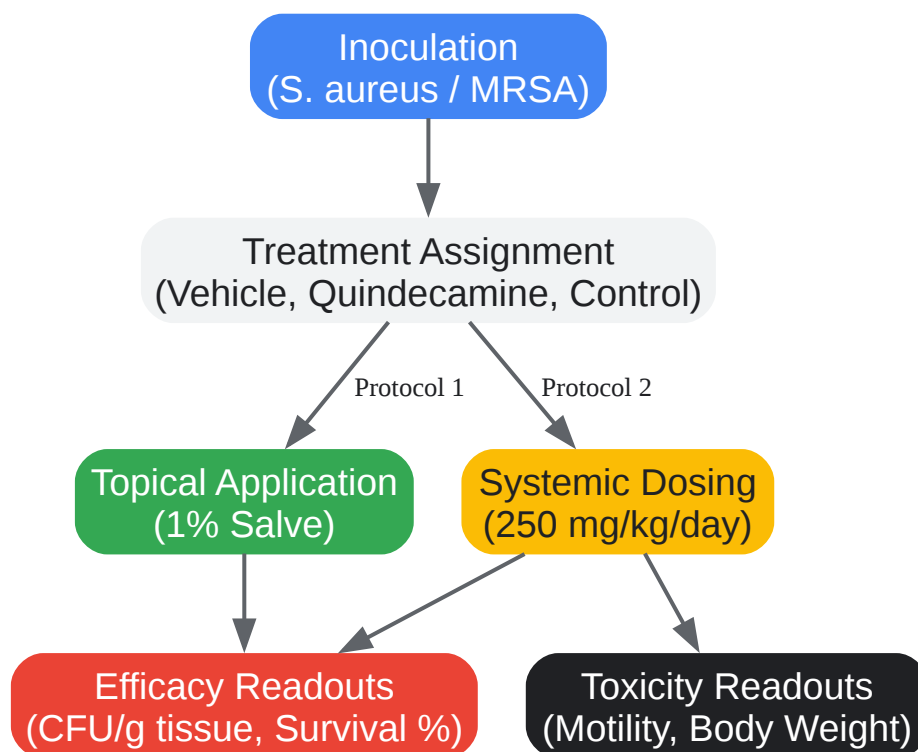 Inoculation
(S. aureus / MRSA)
Treatment Assignment
(Vehicle, Quindecamine, Control)
Protocol 1
Protocol 2
Topical Application
(1% Salve)
Systemic Dosing
(250 mg/kg/day)
Efficacy Readouts
(CFU/g tissue, Survival %)
Toxicity Readouts
(Motility, Body Weight)